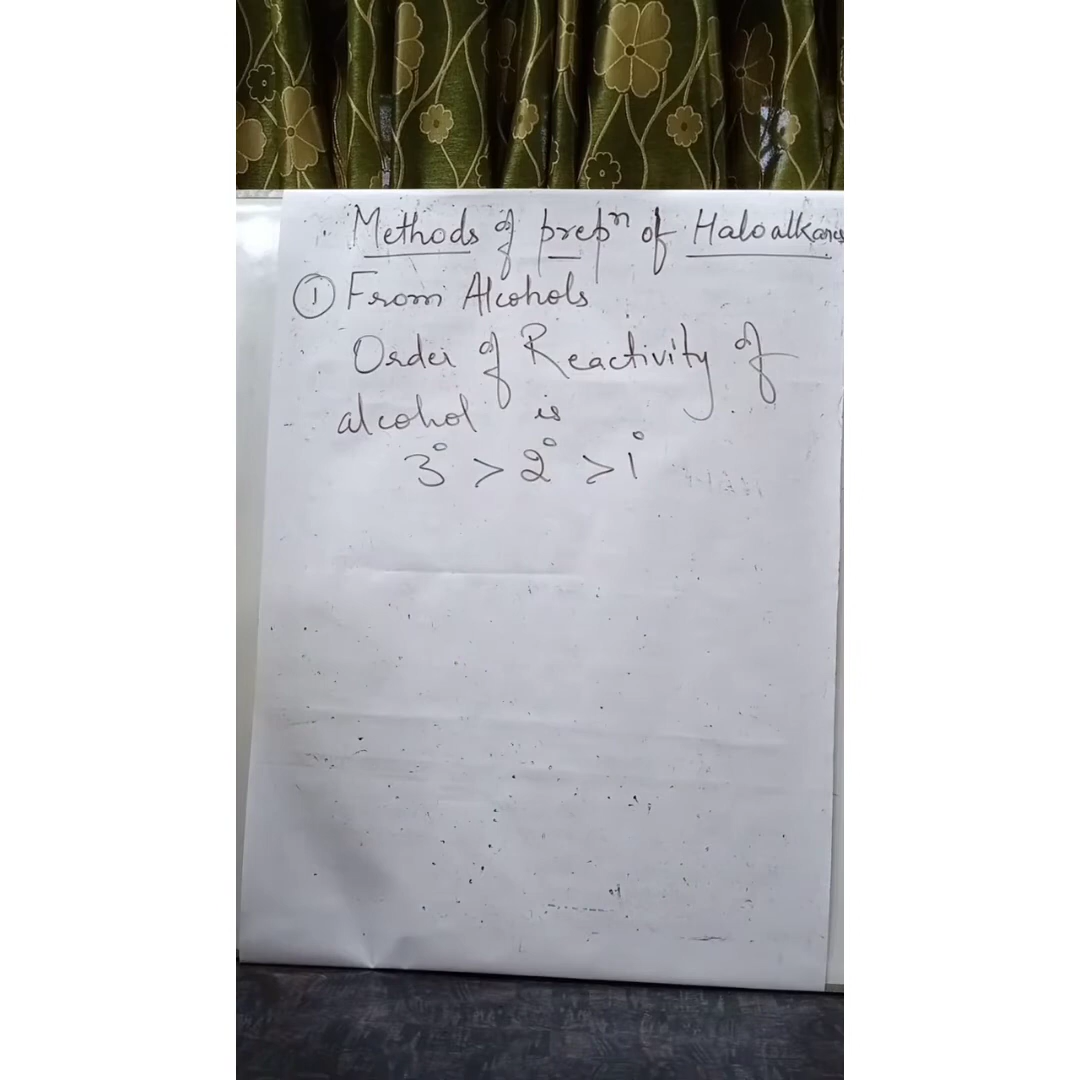 Methods of prepⁿ of Haloalkanes
① From Alcohols
Order of Reactivity of
alcohol is
3° > 2° > 1°